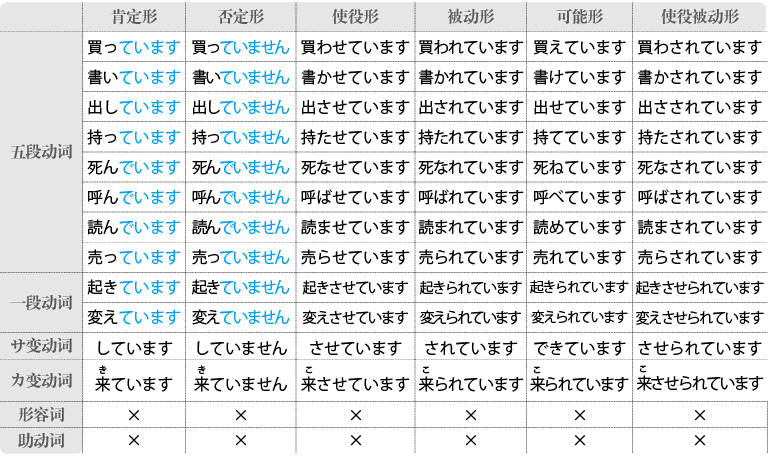 肯定形 否定形 使役形 被动形 可能形 使役被动形
五段动词 買っています 買っていません 買わせています 買われています 買えています 買わされています
書いています 書いていません 書かせています 書かれています 書けています 書かされています
出しています 出していません 出させています 出されています 出せています 出さされています
持っています 持っていません 持たせています 持たれています 持てています 持たされています
死んでいます 死んでいません 死なせています 死なれています 死ねています 死なされています
呼んでいます 呼んでいません 呼ばせています 呼ばれています 呼べています 呼ばされています
読んでいます 読んでいません 読ませています 読まれています 読めています 読まされています
売っています 売っていません 売らせています 売られています 売れています 売らされています
一段动词 起きています 起きていません 起きさせています 起きられています 起きられています 起きさせられています
変えています 変えていません 変えさせています 変えられています 変えられています 変えさせられています
サ变动词 しています していません させています されています できています させられています
き き こ こ こ こ
カ变动词 来ています 来ていません 来させています 来られています 来られています 来させられています
形容词 × × × × × ×
助动词 × × × × × ×